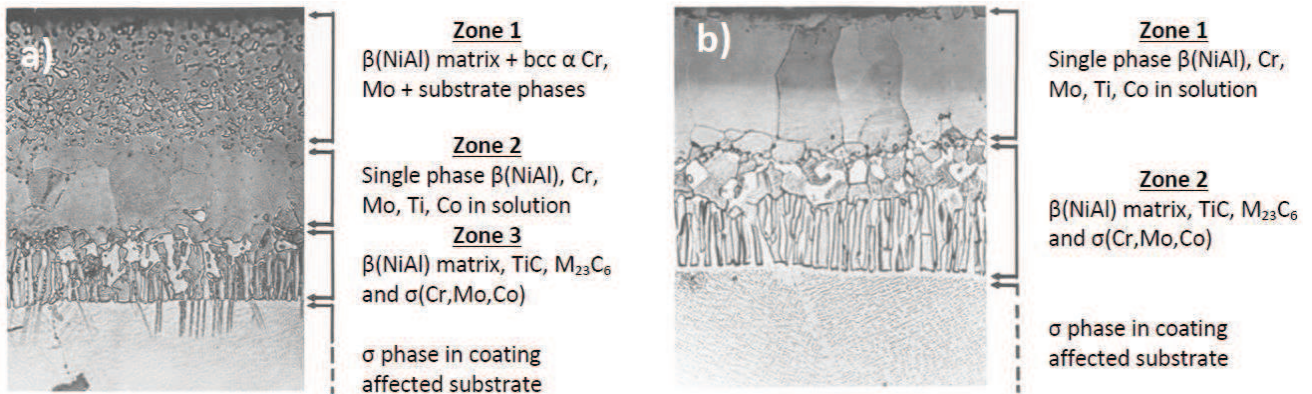 a)
Zone 1
β(NiAl) matrix + bcc α Cr,
Mo + substrate phases
Zone 2
Single phase β(NiAl), Cr,
Mo, Ti, Co in solution
Zone 3
β(NiAl) matrix, TiC, M₂₃C₆
and σ(Cr,Mo,Co)
σ phase in coating
affected substrate
b)
Zone 1
Single phase β(NiAl), Cr,
Mo, Ti, Co in solution
Zone 2
β(NiAl) matrix, TiC, M₂₃C₆
and σ(Cr,Mo,Co)
σ phase in coating
affected substrate